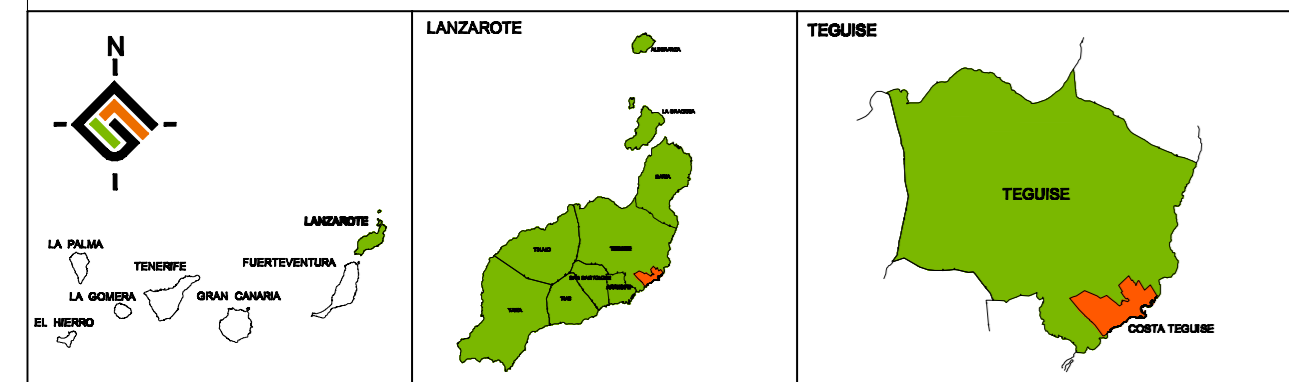 N
LANZAROTE
LA PALMA
TENERIFE
FUERTEVENTURA
LA GOMERA
GRAN CANARIA
EL HIERRO
LANZAROTE
ALEGRANZA
LA GRACIOSA
HARIA
TINAJO
TEGUISE
SAN BARTOLOME
ARRECIFE
TIAS
YAIZA
TEGUISE
TEGUISE
COSTA TEGUISE